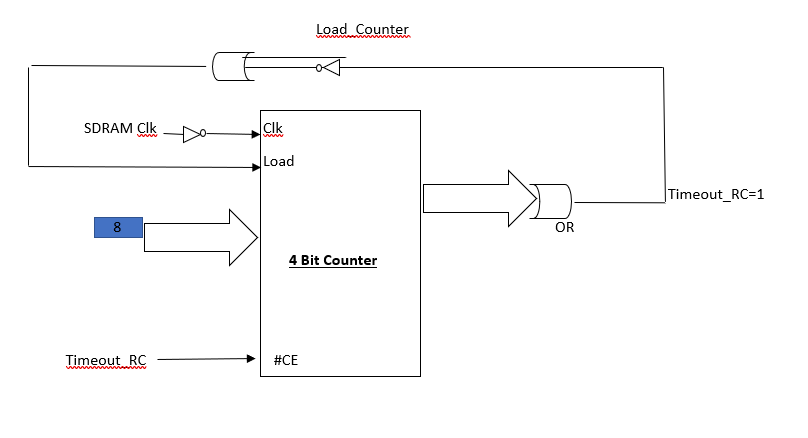 Load_Counter
SDRAM Clk
Clk
Load
Timeout_RC=1
8
OR
4 Bit Counter
Timeout_RC
#CE